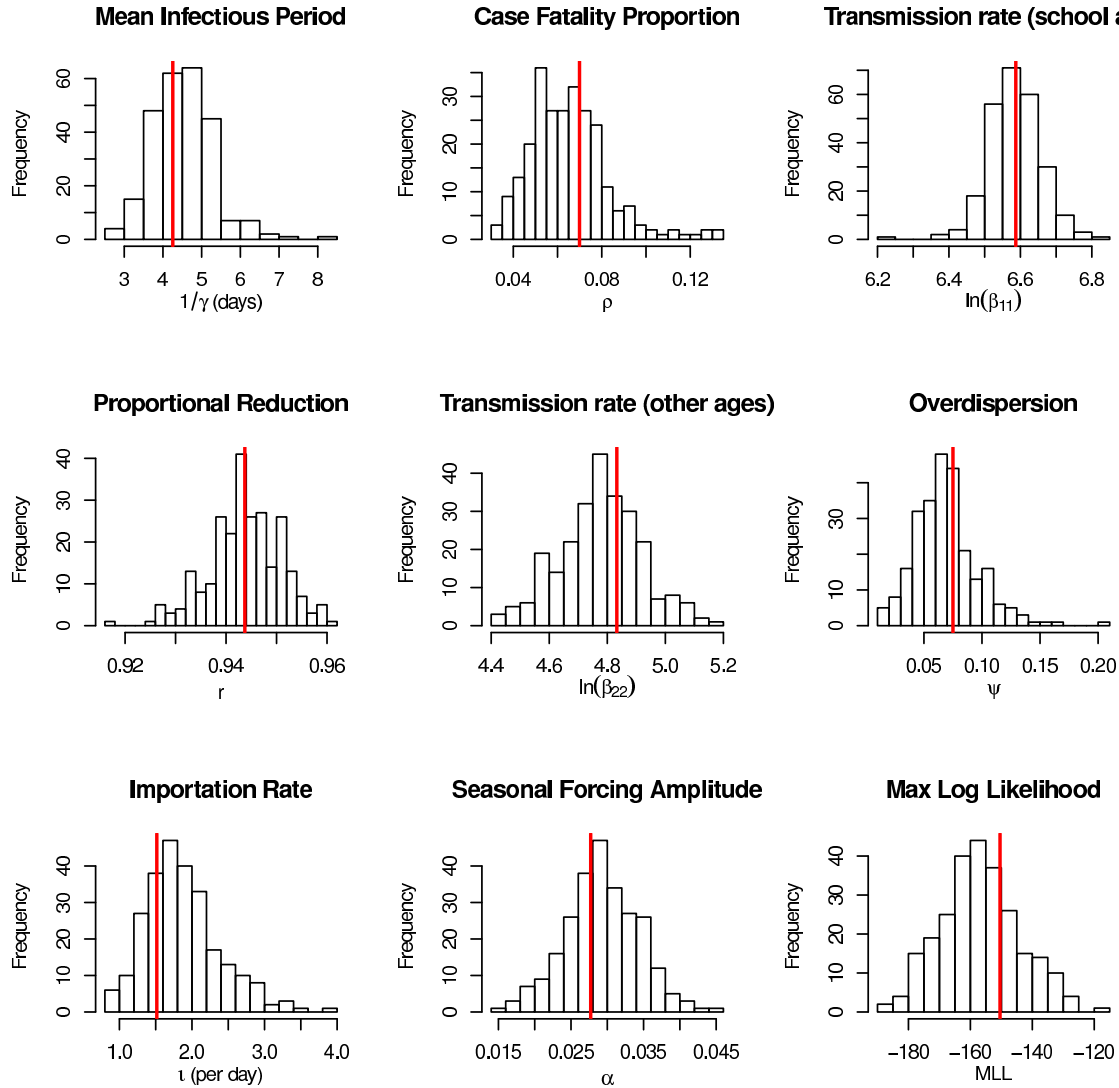 Mean Infectious Period
Case Fatality Proportion
Transmission rate (school a
Frequency
0
20
40
60
3 4 5 6 7 8
1/γ (days)
Frequency
0
10
20
30
0.04 0.08 0.12
ρ
Frequency
0
20
40
60
6.2 6.4 6.6 6.8
ln(β11)
Proportional Reduction
Transmission rate (other ages)
Overdispersion
Frequency
0
10
20
30
40
0.92 0.94 0.96
r
Frequency
0
10
20
30
40
4.4 4.6 4.8 5.0 5.2
ln(β22)
Frequency
0
10
30
0.05 0.10 0.15 0.20
ψ
Importation Rate
Seasonal Forcing Amplitude
Max Log Likelihood
Frequency
0
10
20
30
40
1.0 2.0 3.0 4.0
ι (per day)
Frequency
0
10
20
30
40
0.015 0.025 0.035 0.045
α
Frequency
0
10
20
30
40
−180 −160 −140 −120
MLL